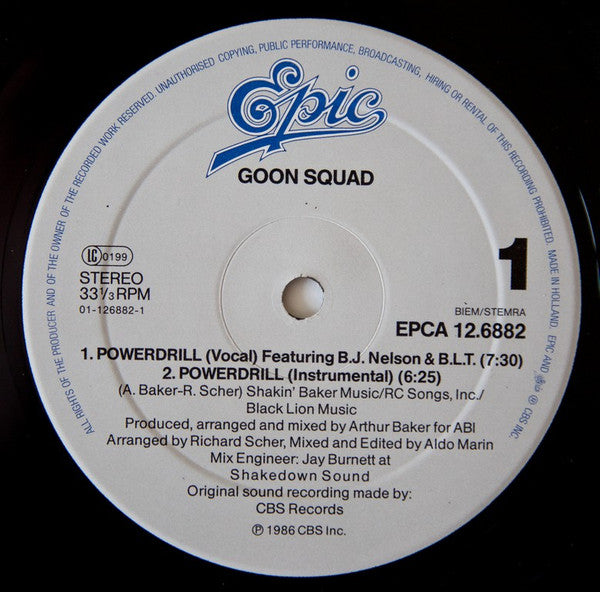 ALL RIGHTS OF THE PRODUCER AND OF THE OWNER OF THE RECORDED WORK RESERVED. UNAUTHORISED COPYING, PUBLIC PERFORMANCE, BROADCASTING, HIRING OR RENTAL OF THIS RECORDING PROHIBITED. MADE IN HOLLAND. EPIC AND Epic ℗ CBS INC.
Epic
GOON SQUAD
LC 0199
STEREO
33⅓ RPM
01-126882-1
1
BIEM/STEMRA
EPCA 12.6882
1. POWERDRILL (Vocal) Featuring B.J. Nelson & B.L.T. (7:30)
2. POWERDRILL (Instrumental) (6:25)
(A. Baker-R. Scher) Shakin' Baker Music/RC Songs, Inc./
Black Lion Music
Produced, arranged and mixed by Arthur Baker for ABI
Arranged by Richard Scher, Mixed and Edited by Aldo Marin
Mix Engineer: Jay Burnett at
Shakedown Sound
Original sound recording made by:
CBS Records
℗ 1986 CBS Inc.